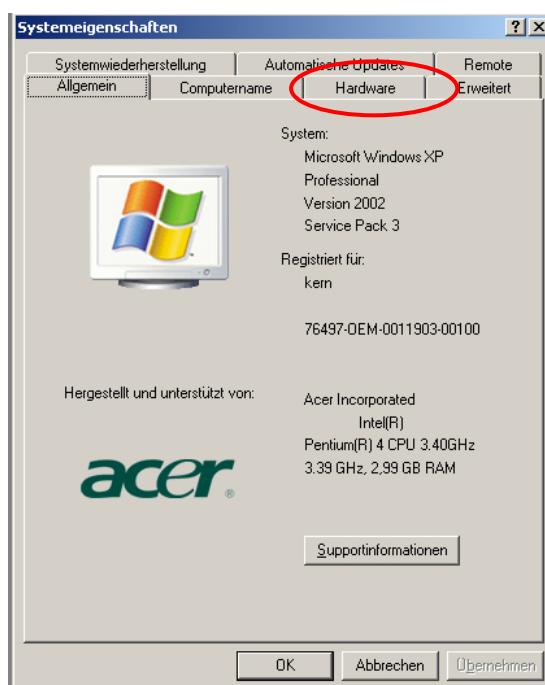 Systemeigenschaften
Systemwiederherstellung Automatische Updates Remote
Allgemein Computername Hardware Erweitert
System:
Microsoft Windows XP
Professional
Version 2002
Service Pack 3
Registriert für:
kern
76497-OEM-0011903-00100
Hergestellt und unterstützt von:
Acer Incorporated
Intel(R)
Pentium(R) 4 CPU 3.40GHz
3.39 GHz, 2,99 GB RAM
acer®
Supportinformationen
OK Abbrechen Übernehmen